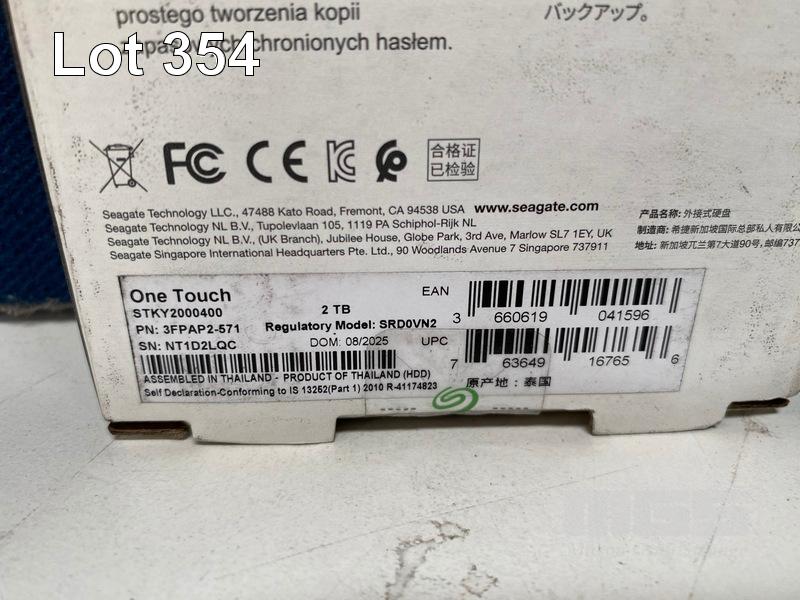 prostego tworzenia kopii
zapasowych chronionych hasłem.
バックアップ。
Lot 354
FC CE
合格证
已检验
Seagate Technology LLC., 47488 Kato Road, Fremont, CA 94538 USA www.seagate.com
Seagate Technology NL B.V., Tupolevlaan 105, 1119 PA Schiphol-Rijk NL
Seagate Technology NL B.V., (UK Branch), Jubilee House, Globe Park, 3rd Ave, Marlow SL7 1EY, UK
Seagate Singapore International Headquarters Pte. Ltd., 90 Woodlands Avenue 7 Singapore 737911
产品名称: 外接式硬盘
制造商: 希捷新加坡国际总部私人有限公
地址: 新加坡兀兰第7大道90号, 邮编737
One Touch
STKY2000400
PN: 3FPAP2-571
SN: NT1D2LQC
2 TB
Regulatory Model: SRD0VN2
DOM: 08/2025
EAN
3 660619 041596
UPC
7 63649 16765 6
ASSEMBLED IN THAILAND - PRODUCT OF THAILAND (HDD)
Self Declaration-Conforming to IS 13252(Part 1) 2010 R-41174823
原产地: 泰国